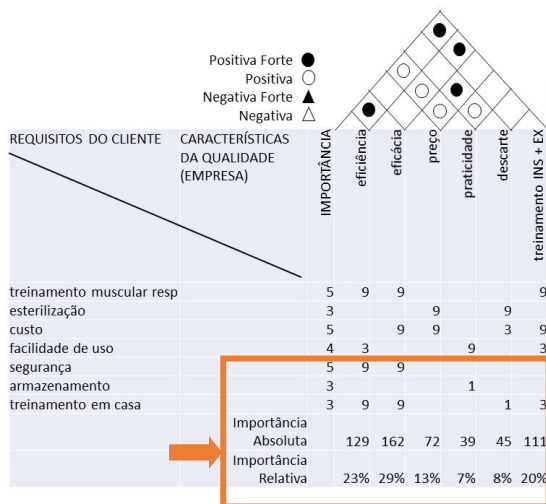 Positiva Forte
Positiva
Negativa Forte
Negativa
REQUISITOS DO CLIENTE CARACTERÍSTICAS DA QUALIDADE (EMPRESA) IMPORTÂNCIA eficiência eficácia preço praticidade descarte treinamento INS + EX
treinamento muscular resp 5 9 9 9
esterilização 3 9 9
custo 5 9 9 3 9
facilidade de uso 4 3 9 3
segurança 5 9 9
armazenamento 3 1
treinamento em casa 3 9 9 1 3
Importância
Absoluta 129 162 72 39 45 111
Importância
Relativa 23% 29% 13% 7% 8% 20%